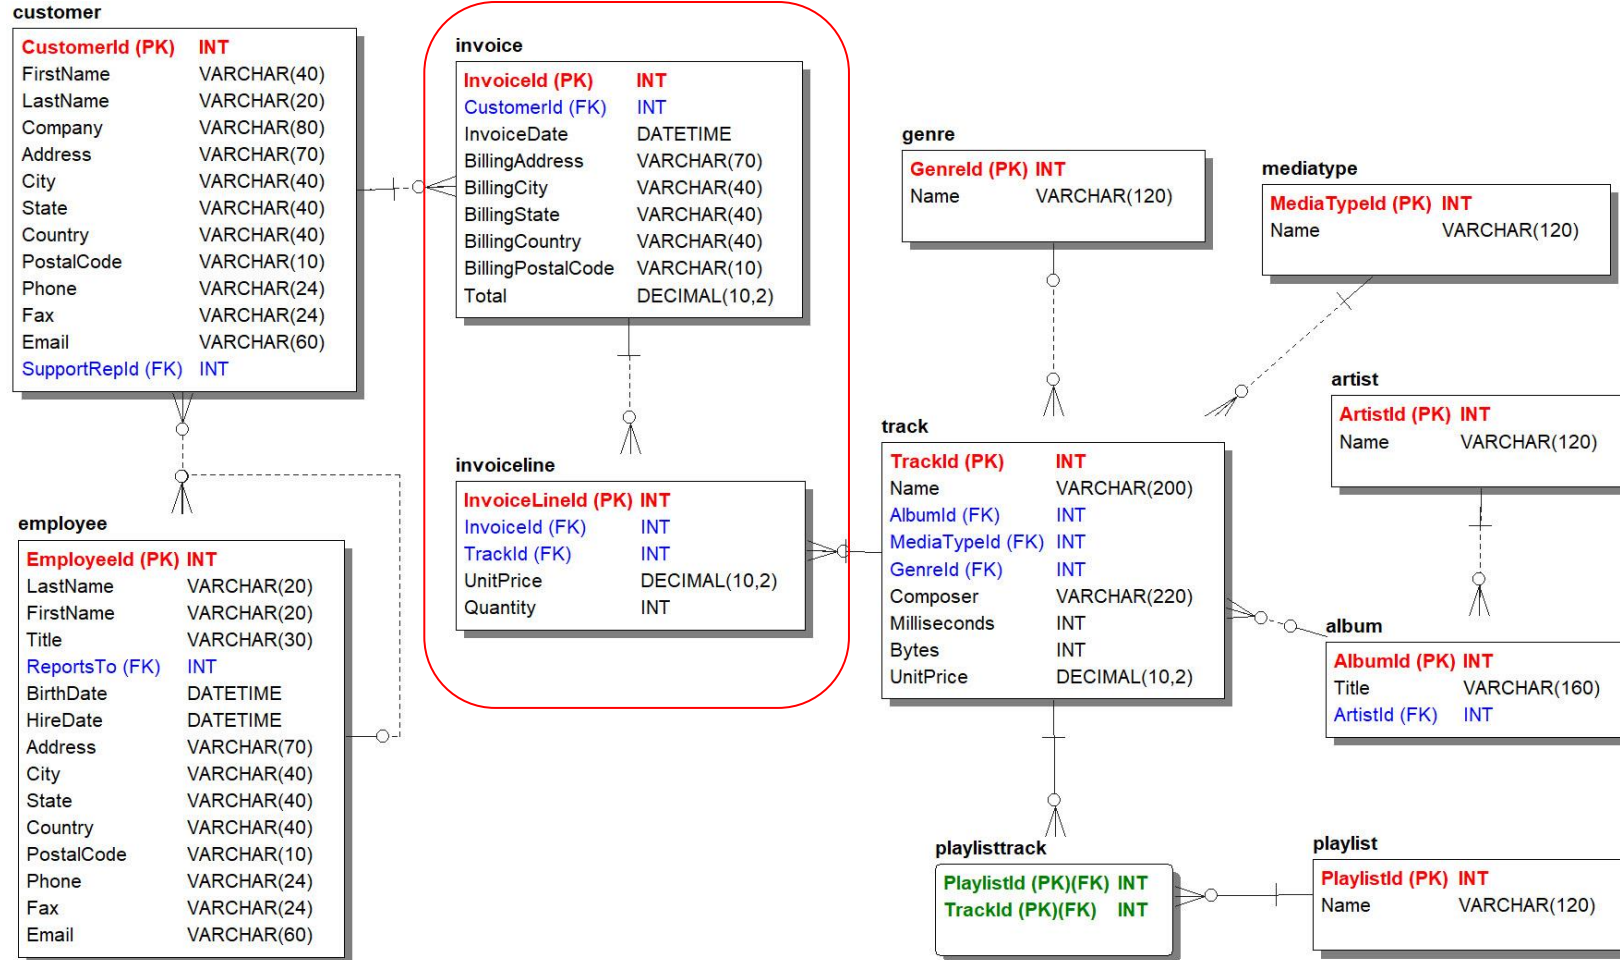 customer
CustomerId (PK) INT
FirstName VARCHAR(40)
LastName VARCHAR(20)
Company VARCHAR(80)
Address VARCHAR(70)
City VARCHAR(40)
State VARCHAR(40)
Country VARCHAR(40)
PostalCode VARCHAR(10)
Phone VARCHAR(24)
Fax VARCHAR(24)
Email VARCHAR(60)
SupportRepId (FK) INT
employee
EmployeeId (PK) INT
LastName VARCHAR(20)
FirstName VARCHAR(20)
Title VARCHAR(30)
ReportsTo (FK) INT
BirthDate DATETIME
HireDate DATETIME
Address VARCHAR(70)
City VARCHAR(40)
State VARCHAR(40)
Country VARCHAR(40)
PostalCode VARCHAR(10)
Phone VARCHAR(24)
Fax VARCHAR(24)
Email VARCHAR(60)
invoice
InvoiceId (PK) INT
CustomerId (FK) INT
InvoiceDate DATETIME
BillingAddress VARCHAR(70)
BillingCity VARCHAR(40)
BillingState VARCHAR(40)
BillingCountry VARCHAR(40)
BillingPostalCode VARCHAR(10)
Total DECIMAL(10,2)
invoiceline
InvoiceLineId (PK) INT
InvoiceId (FK) INT
TrackId (FK) INT
UnitPrice DECIMAL(10,2)
Quantity INT
genre
GenreId (PK) INT
Name VARCHAR(120)
mediatype
MediaTypeId (PK) INT
Name VARCHAR(120)
artist
ArtistId (PK) INT
Name VARCHAR(120)
track
TrackId (PK) INT
Name VARCHAR(200)
AlbumId (FK) INT
MediaTypeId (FK) INT
GenreId (FK) INT
Composer VARCHAR(220)
Milliseconds INT
Bytes INT
UnitPrice DECIMAL(10,2)
album
AlbumId (PK) INT
Title VARCHAR(160)
ArtistId (FK) INT
playlisttrack
PlaylistId (PK)(FK) INT
TrackId (PK)(FK) INT
playlist
PlaylistId (PK) INT
Name VARCHAR(120)